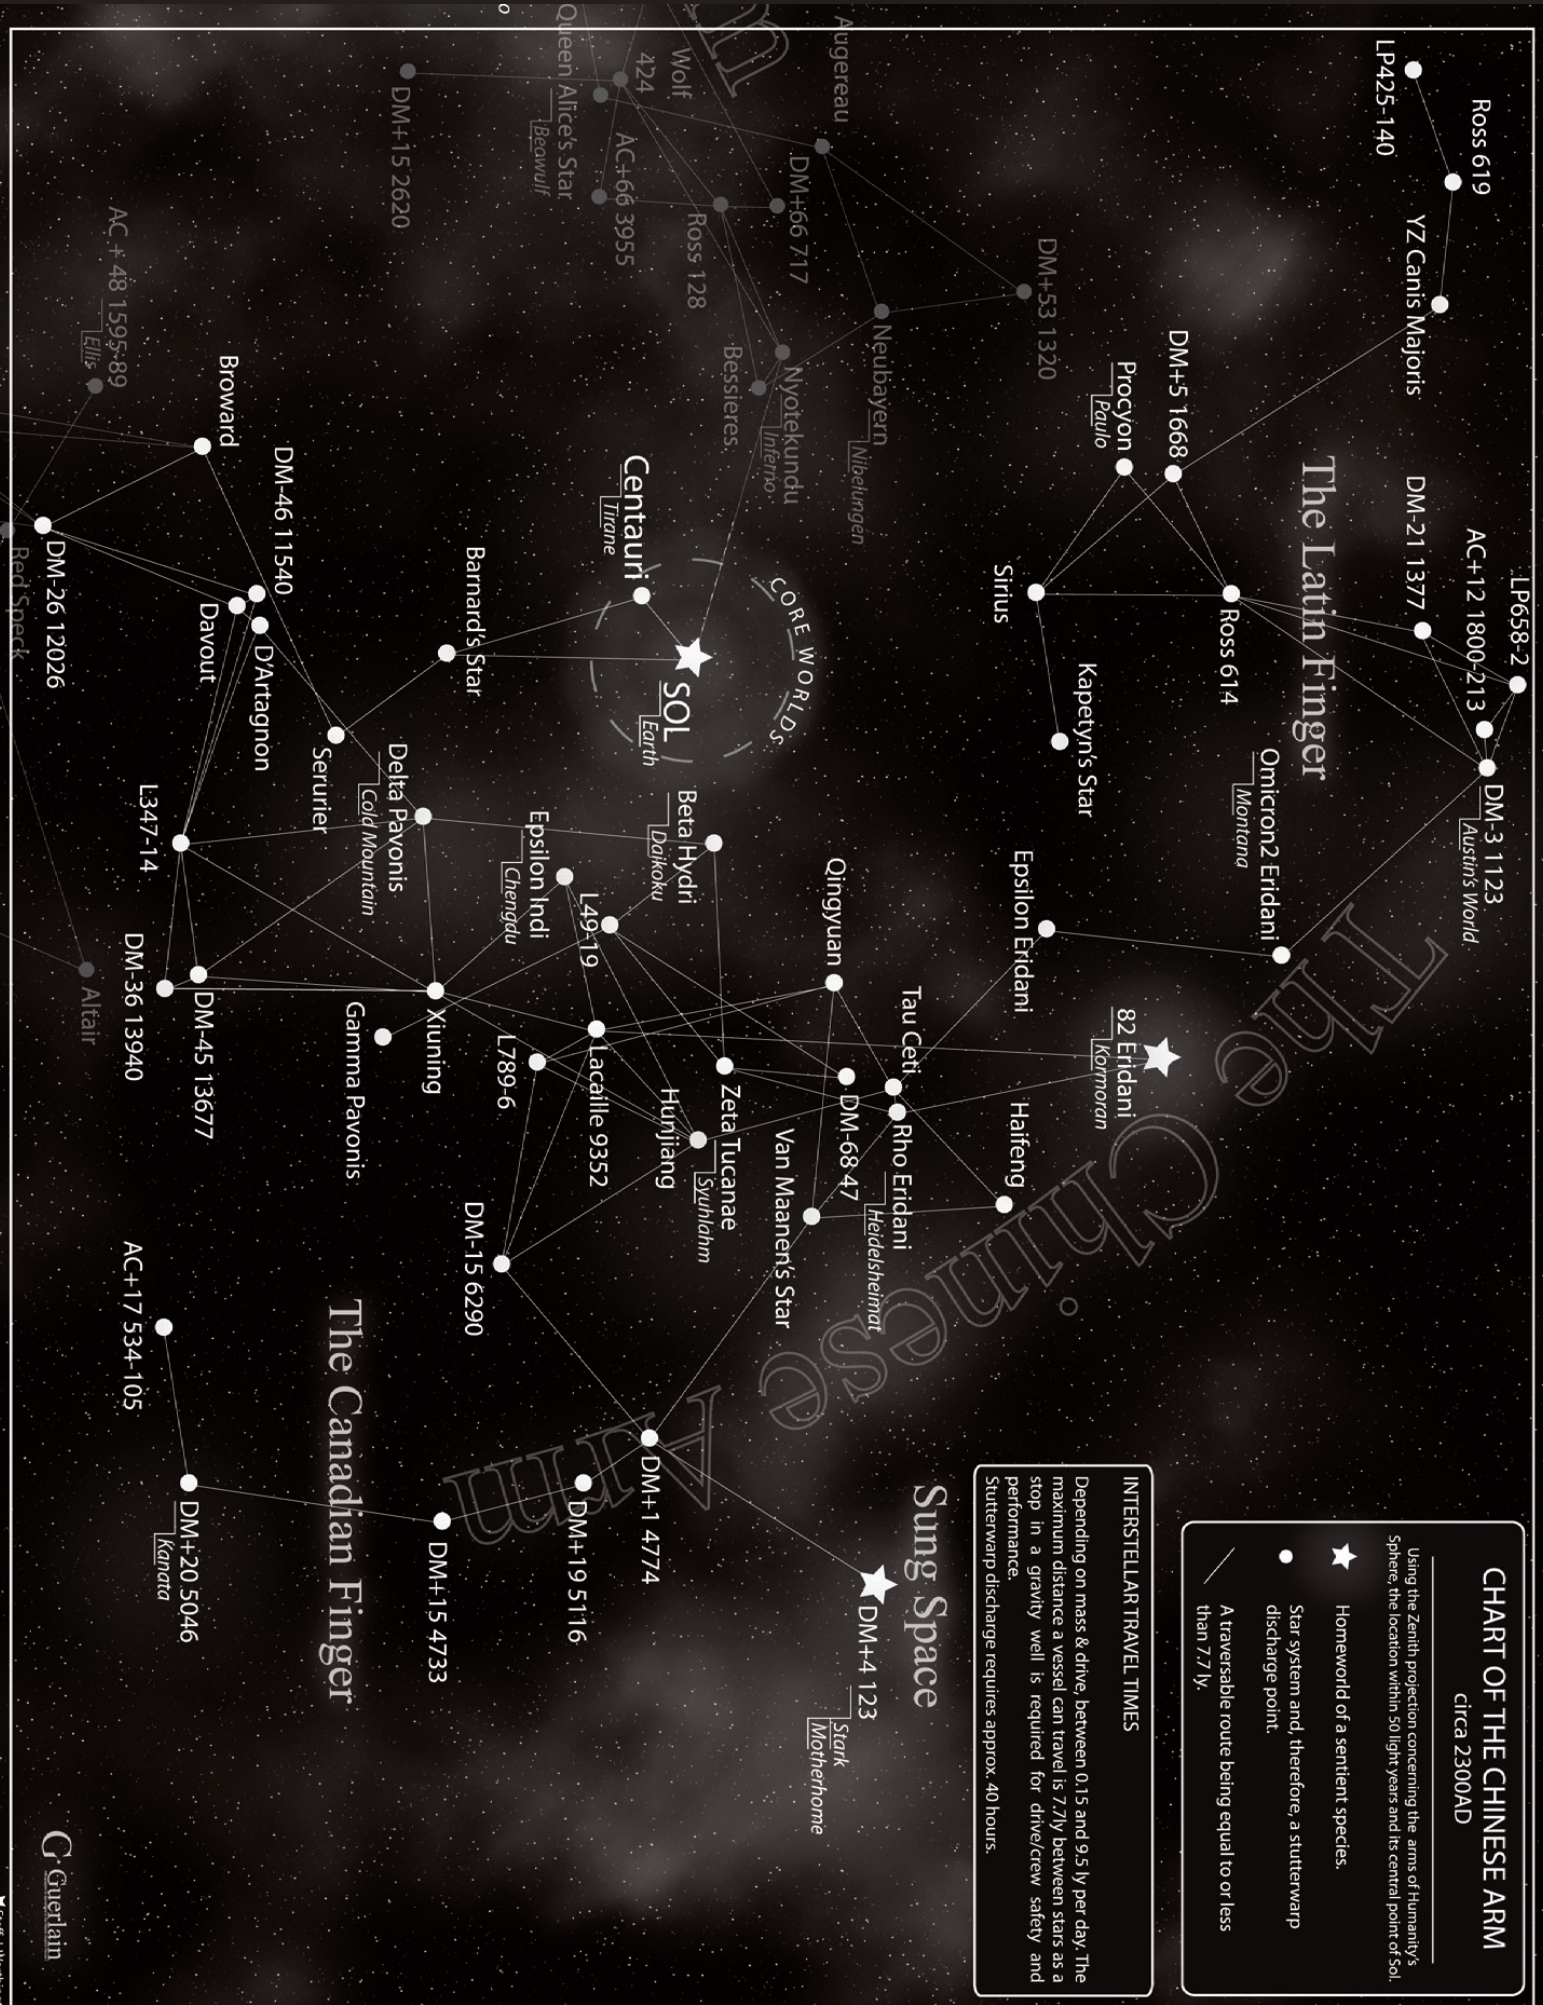 CHART OF THE CHINESE ARM
circa 2300AD
Using the Zenith projection concerning the arms of Humanity's
Sphere, the location within 50 light years and its central point of Sol.
Homeworld of a sentient species.
Star system and, therefore, a stutterwarp
discharge point.
A traversable route being equal to or less
than 7.7 ly.
INTERSTELLAR TRAVEL TIMES
Depending on mass & drive, between 0.15 and 9.5 ly per day. The
maximum distance a vessel can travel is 7.7ly between stars as a
stop in a gravity well is required for drive/crew safety and
performance.
Stutterwarp discharge requires approx. 40 hours.
LP658-2
AC+12 1800-213
DM-3 1123
Austin's World
Ross 619
DM-21 1377
YZ Canis Majoris
LP425-140
The Latin Finger
The Chinese Arm
Omicron2 Eridani
Montana
Ross 614
DM+5 1668
Procyon
Paulo
82 Eridani
Kormoran
Kapetyn's Star
Sirius
DM+53 1320
Epsilon Eridani
Haifeng
Sung Space
Tau Ceti
Rho Eridani
Heidelsheimat
Neubayern
Nibelungen
DM+4 123
Stark
Motherhome
DM-68 47
Augereau
Qingyuan
CORE WORLDS
DM+66 717
Nyotekundu
Inferno
Van Maanen's Star
Bessieres
Zeta Tucanae
Syuhlahm
Ross 128
SOL
Earth
Beta Hydri
Daikoku
Hunjiang
Wolf
424
DM+1 4774
Centauri
Tirane
AC+66 3955
Lacaille 9352
L49-19
DM+19 5116
Queen Alice's Star
Beowulf
Epsilon Indi
Chengdu
L789-6
DM-15 6290
Barnard's Star
DM+15 4733
Xiuning
DM+15 2620
Delta Pavonis
Cold Mountain
Gamma Pavonis
The Canadian Finger
Serurier
DM-46 11540
D'Artagnon
Broward
Davout
DM-45 13677
DM+20 5046
Kanata
L347-14
DM-36 13940
AC+17 534-105
AC + 48 1595-89
Ellis
Altair
DM-26 12026
Red Speck
G
Guerlain